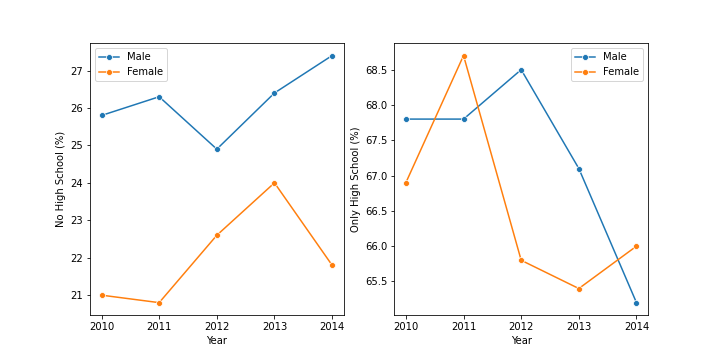 Male
Female
No High School (%)
27
26
25
24
23
22
21
2010 2011 2012 2013 2014
Year
Male
Female
Only High School (%)
68.5
68.0
67.5
67.0
66.5
66.0
65.5
2010 2011 2012 2013 2014
Year